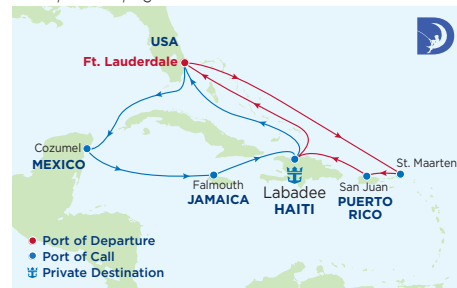 USA
Ft. Lauderdale
Cozumel
MEXICO
Falmouth
JAMAICA
Labadee
HAITI
San Juan
PUERTO
RICO
St. Maarten
Port of Departure
Port of Call
Private Destination